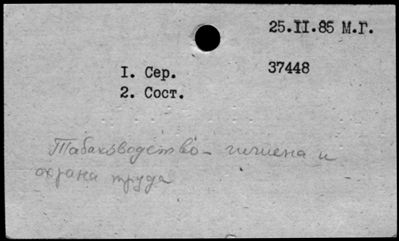 25.II.85 М.Г.
I. Сер. 37448
2. Сост.
Табаководство – гигиена и
охрана труда